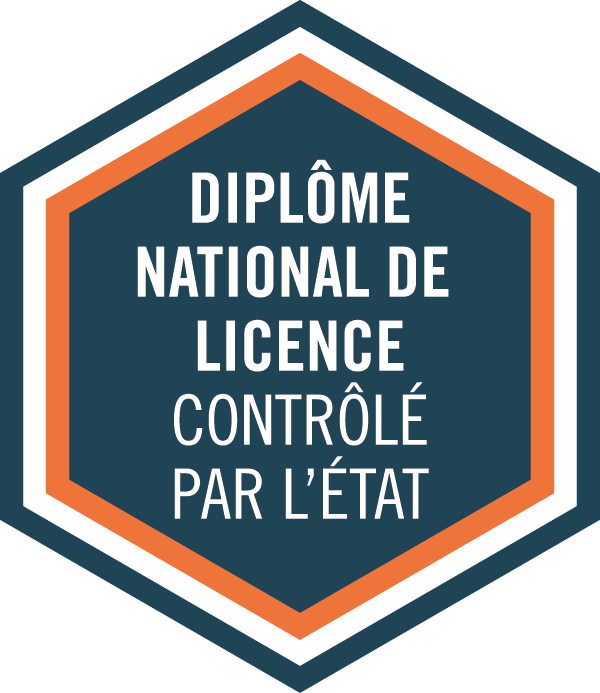 DIPLÔME
NATIONAL DE
LICENCE
CONTRÔLÉ
PAR L'ÉTAT